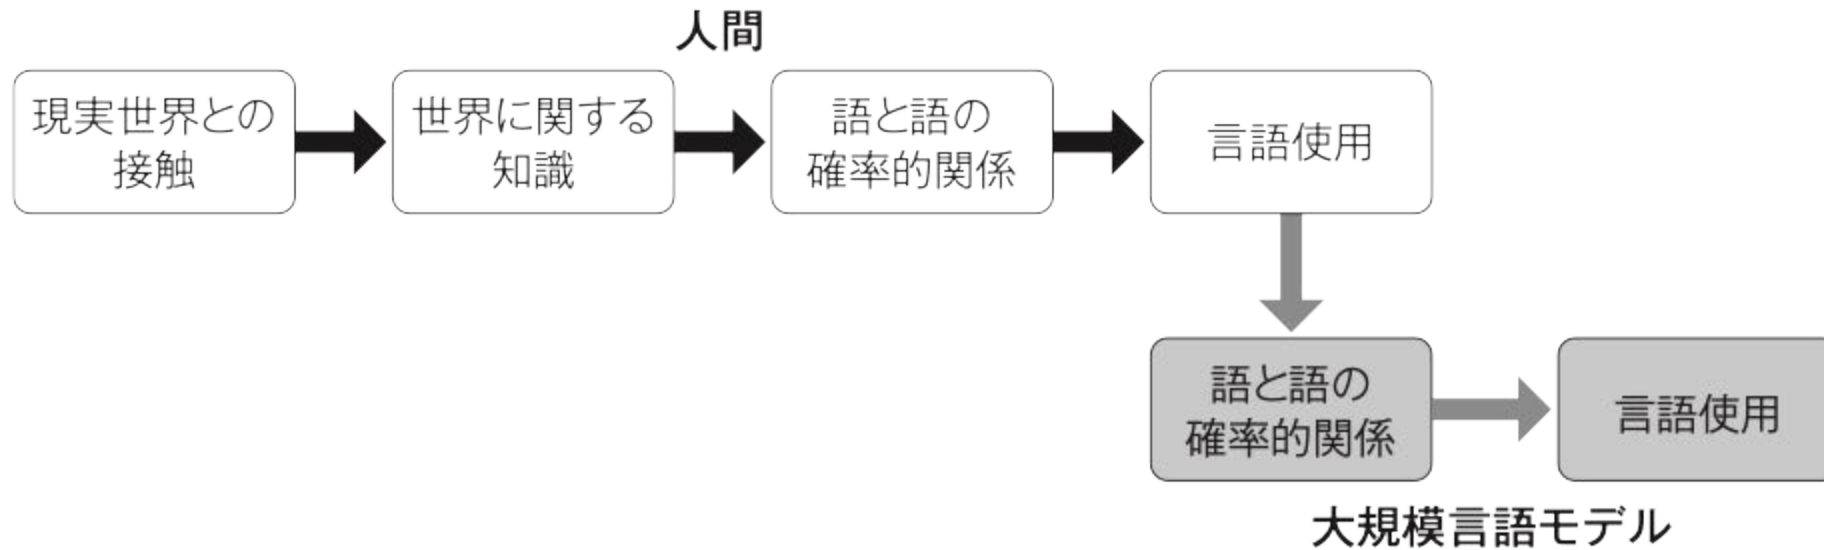 人間
現実世界との
接触
世界に関する
知識
語と語の
確率的関係
言語使用
語と語の
確率的関係
言語使用
大規模言語モデル